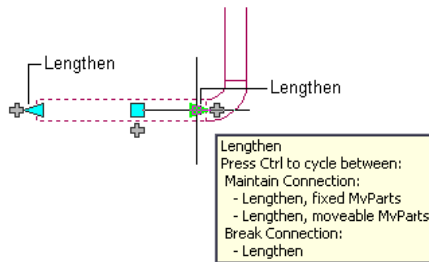 Lengthen
Lengthen
Lengthen
Press Ctrl to cycle between:
Maintain Connection:
- Lengthen, fixed MvParts
- Lengthen, moveable MvParts
Break Connection:
- Lengthen